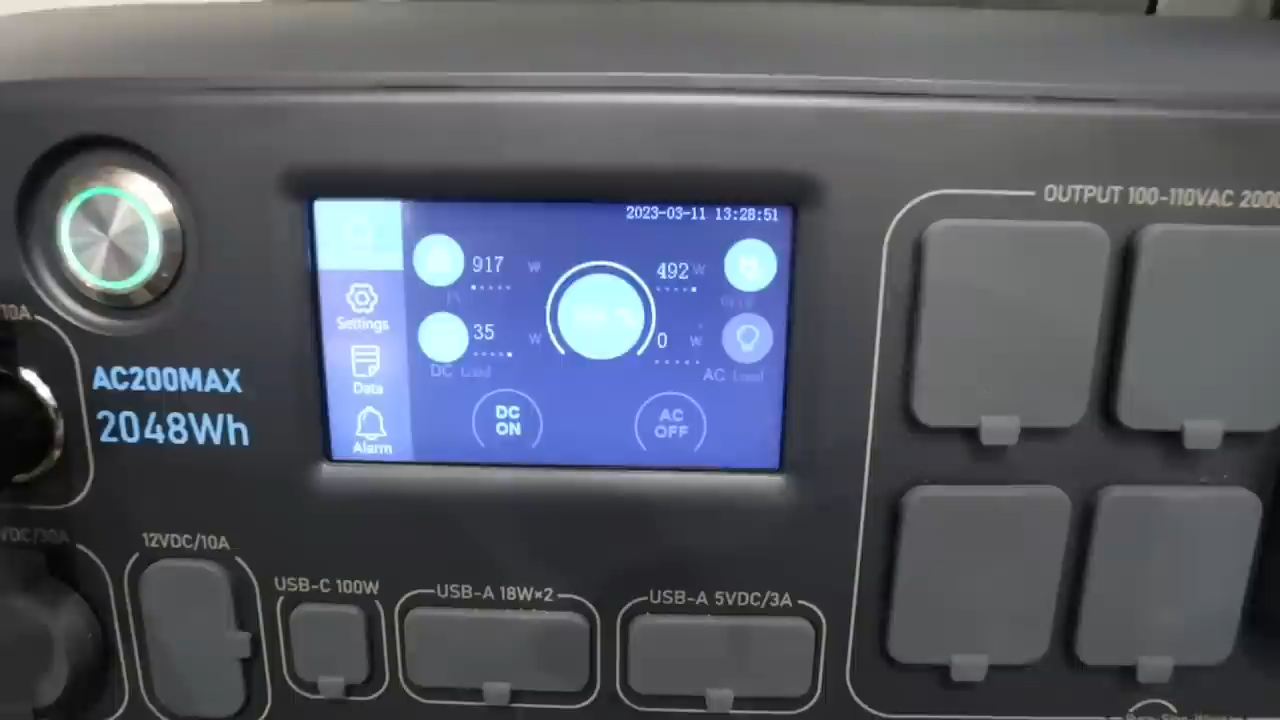 OUTPUT 100-110VAC 200
2023-03-11 13:28:51
917 W
492 W
Settings
35 W
0 W
DC Load
AC Load
Data
DC
ON
AC
OFF
Alarm
10A
AC200MAX
2048Wh
VDC/30A
12VDC/10A
USB-C 100W
USB-A 18W×2
USB-A 5VDC/3A